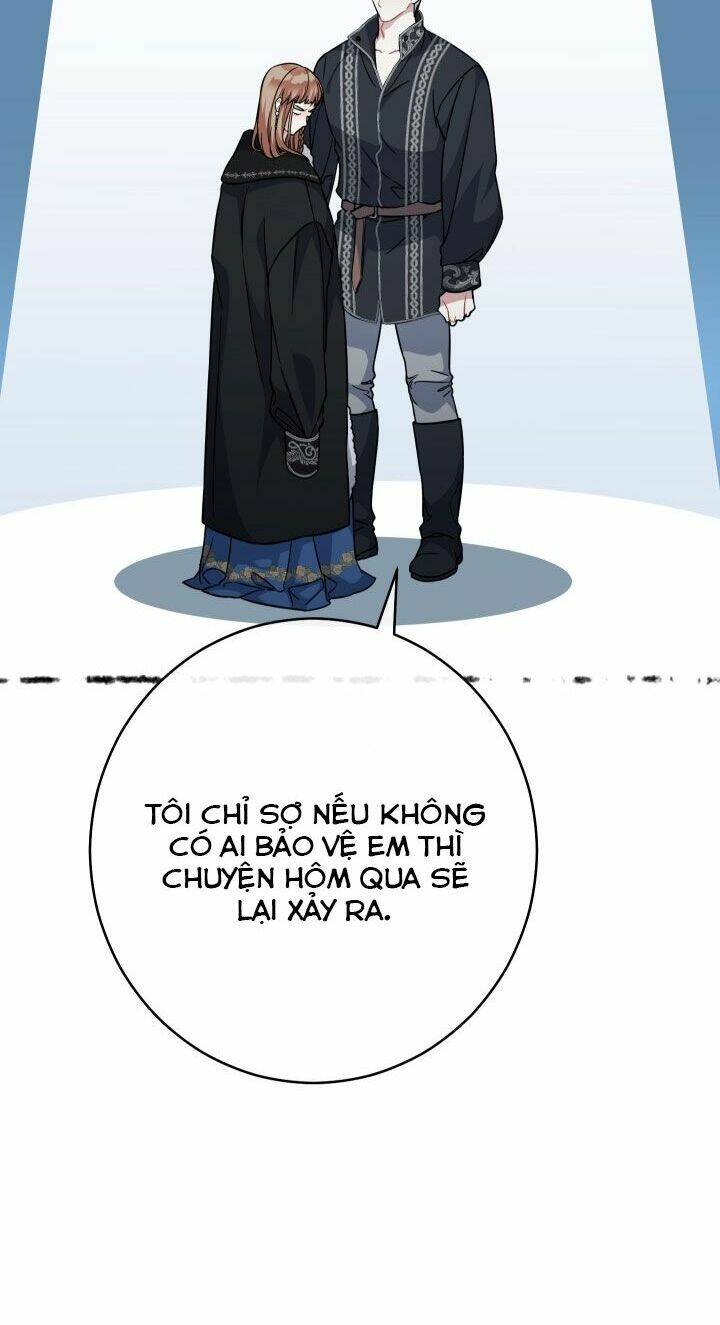 TÔI CHỈ SỢ NẾU KHÔNG
CÓ AI BẢO VỆ EM THÌ
CHUYỆN HÔM QUA SẼ
LẠI XẢY RA.